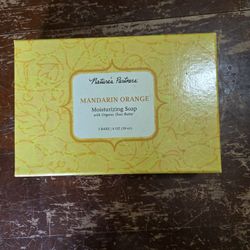 Nature's Partners
MANDARIN ORANGE
Moisturizing Soap
with Organic Shea Butter